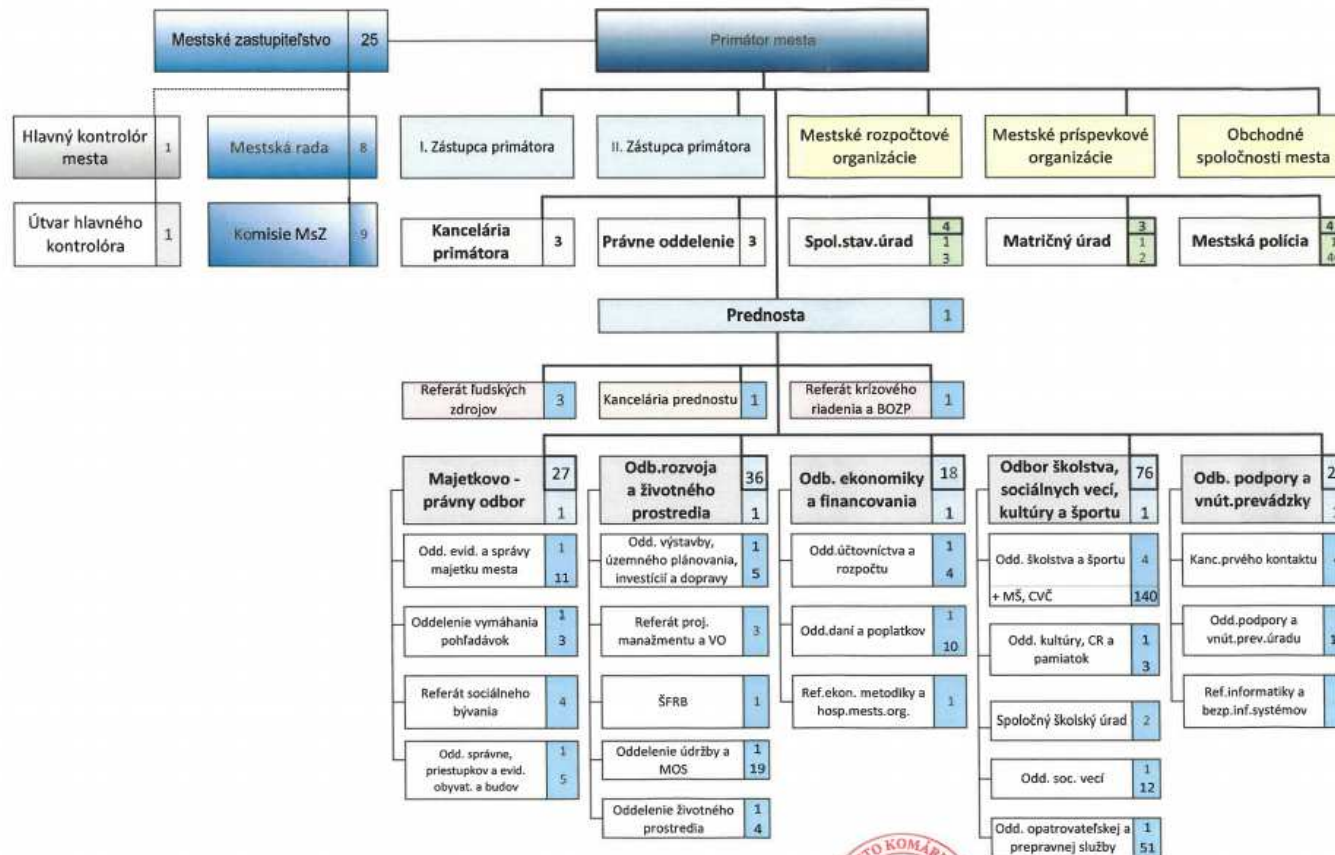 Mestské zastupiteľstvo 25
Primátor mesta
Hlavný kontrolór
mesta
1
Mestská rada 8
I. Zástupca primátora
II. Zástupca primátora
Mestské rozpočtové
organizácie
Mestské príspevkové
organizácie
Obchodné
spoločnosti mesta
Útvar hlavného
kontrolóra
1
Komisie MsZ 9
Kancelária
primátora
3
Právne oddelenie 3
Spol.stav.úrad
4
1
3
Matričný úrad
3
1
2
Mestská polícia
Prednosta 1
Referát ľudských
zdrojov
3
Kancelária prednostu 1
Referát krízového
riadenia a BOZP
1
Majetkovo -
právny odbor
27
1
Odb.rozvoja
a životného
prostredia
36
1
Odb. ekonomiky
a financovania
18
1
Odbor školstva,
sociálnych vecí,
kultúry a športu
76
1
Odb. podpory a
vnút.prevádzky
Odd. evid. a správy
majetku mesta
1
11
Odd. výstavby,
územného plánovania,
investícií a dopravy
1
5
Odd.účtovníctva a
rozpočtu
1
4
Odd. školstva a športu 4
+ MŠ, CVČ 140
Kanc.prvého kontaktu
Oddelenie vymáhania
pohľadávok
1
3
Referát proj.
manažmentu a VO
3
Odd.daní a poplatkov
1
10
Odd. kultúry, CR a
pamiatok
1
3
Odd.podpory a
vnút.prev.úradu
Referát sociálneho
bývania
4
ŠFRB 1
Ref.ekon. metodiky a
hosp.mests.org.
1
Spoločný školský úrad 2
Ref.informatiky a
bezp.inf.systémov
Odd. správne,
priestupkov a evid.
obyvat. a budov
1
5
Oddelenie údržby a
MOS
1
19
Odd. soc. vecí
1
12
Oddelenie životného
prostredia
1
4
Odd. opatrovateľskej a
prepravnej služby
1
51